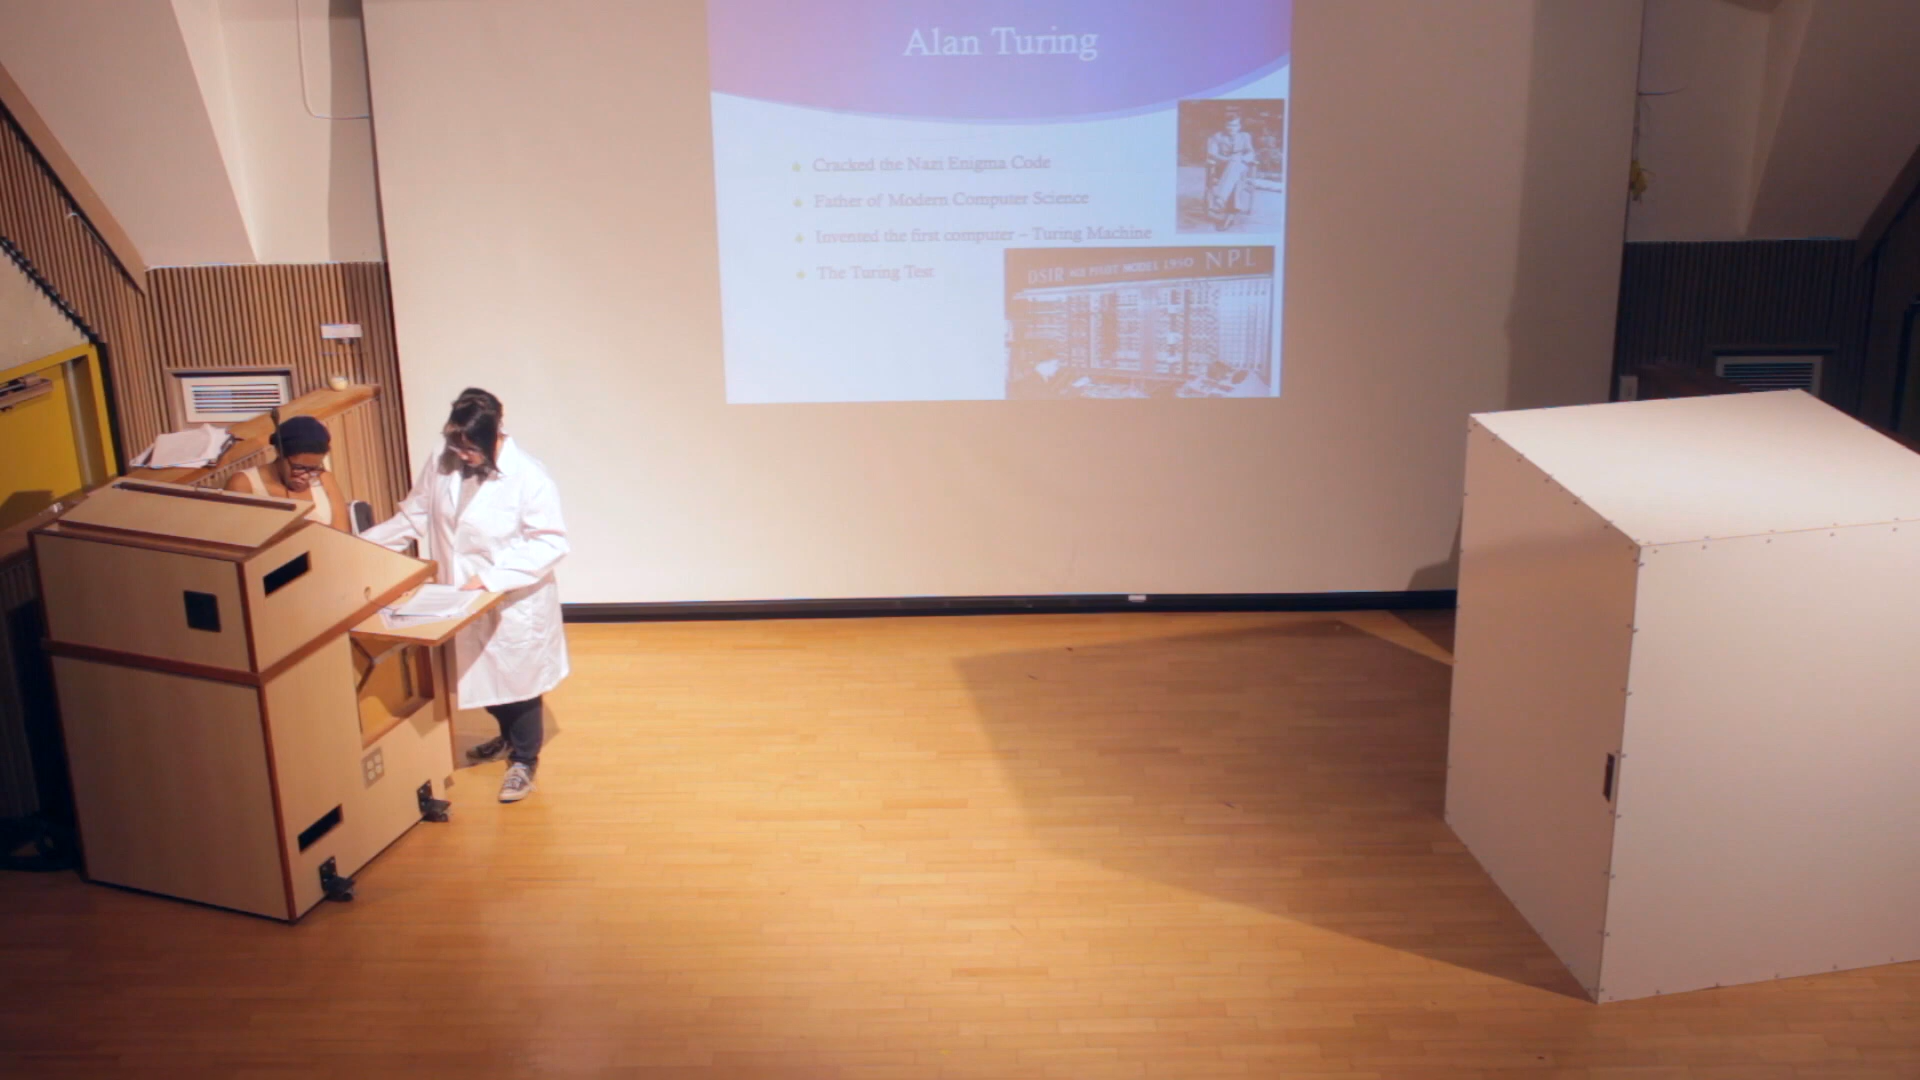 Alan Turing
Cracked the Nazi Enigma Code
Father of Modern Computer Science
Invented the first computer – Turing Machine
The Turing Test
DSIR ACE PILOT MODEL 1950 NPL